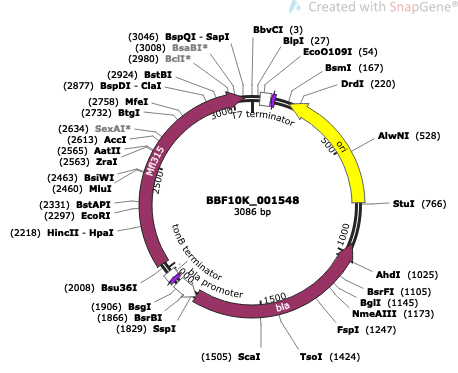 Created with SnapGene®
(3046) BspQI - SapI
(3008) BsaBI*
(2980) BclI*
(2924) BstBI
(2877) BspDI - ClaI
(2758) MfeI
(2732) BtgI
(2634) SexAI*
(2613) AccI
(2565) AatII
(2563) ZraI
(2463) BsiWI
(2460) MluI
(2331) BstAPI
(2297) EcoRI
(2218) HincII - HpaI
(2008) Bsu36I
(1906) BsgI
(1866) BsrBI
(1829) SspI
(1505) ScaI
BbvCI (3)
BlpI (27)
EcoO109I (54)
BsmI (167)
DrdI (220)
AlwNI (528)
StuI (766)
AhdI (1025)
BsrFI (1105)
BglI (1145)
NmeAIII (1173)
FspI (1247)
TsoI (1424)
BBF10K_001548
3086 bp
T7 terminator
ori
bla
bla promoter
tonB terminator
Mfl315
500
1000
1500
2500
3000